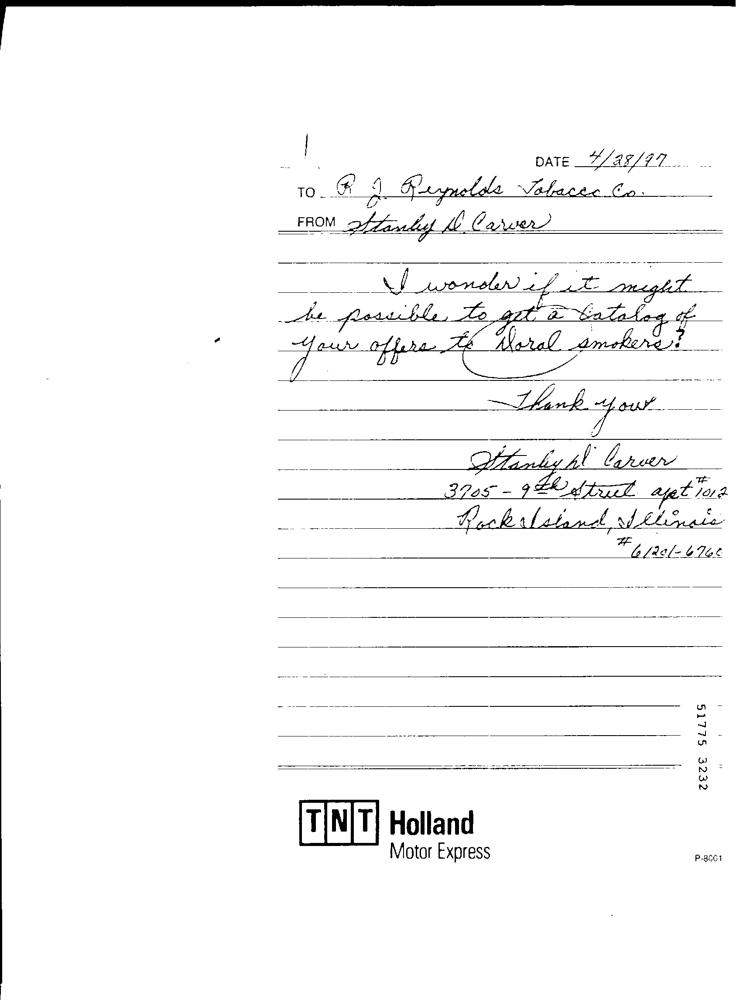 DATE 4/28/97
TO R J. Reynolds Tobacco Co.
FROM Stanley D. Carver
I wonder if it might
be possible to get a catalog of
your offers to Doral smokers?
Thank you
Stanley D Carver
3705 - 9th Street apt #1012
Rock Island, Illinois
#61201-6760
51775 3232
TNT Holland
Motor Express
P-8001